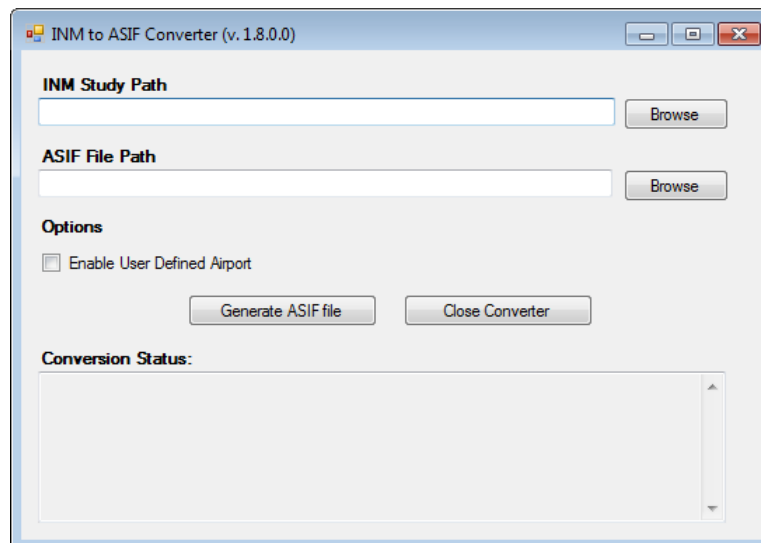 INM to ASIF Converter (v. 1.8.0.0)
INM Study Path
Browse
ASIF File Path
Browse
Options
Enable User Defined Airport
Generate ASIF file Close Converter
Conversion Status: